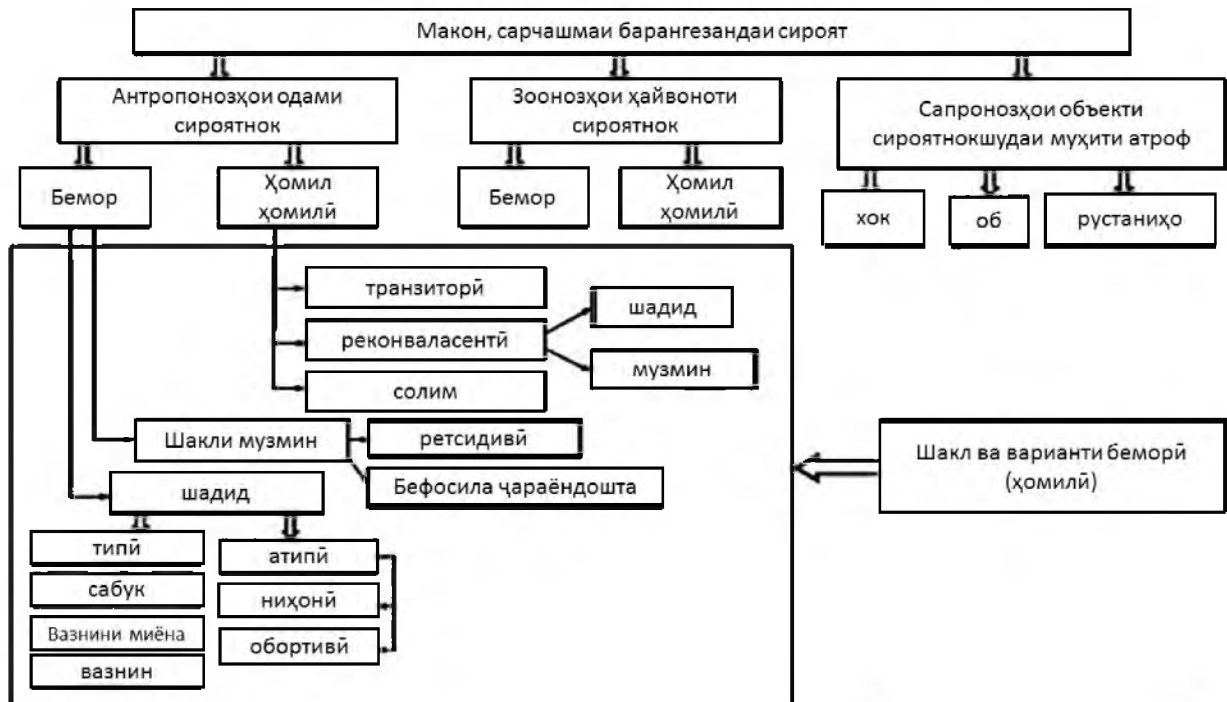 Макон, сарчашмаи барангезандаи сироят
Антропонозҳои одами
сироятнок
Зоонозҳои ҳайвоноти
сироятнок
Сапронозҳои объекти
сироятнокшудаи муҳити атроф
Бемор
Ҳомил
ҳомилӣ
Бемор
Ҳомил
ҳомилӣ
хок
об
рустаниҳо
транзиторӣ
реконваласентӣ
солим
шадид
музмин
Шакли музмин
ретсидивӣ
Бефосила ҷараёндошта
шадид
типӣ
сабук
Вазнини миёна
вазнин
атипӣ
ниҳонӣ
обортивӣ
Шакл ва варианти беморӣ
(ҳомилӣ)